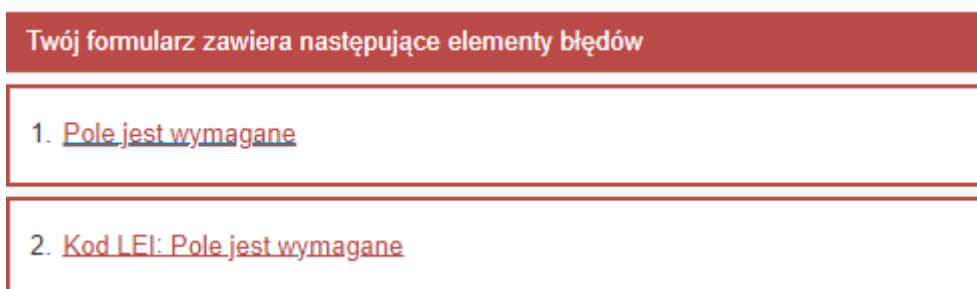 Twój formularz zawiera następujące elementy błędów
1. Pole jest wymagane
2. Kod LEI: Pole jest wymagane